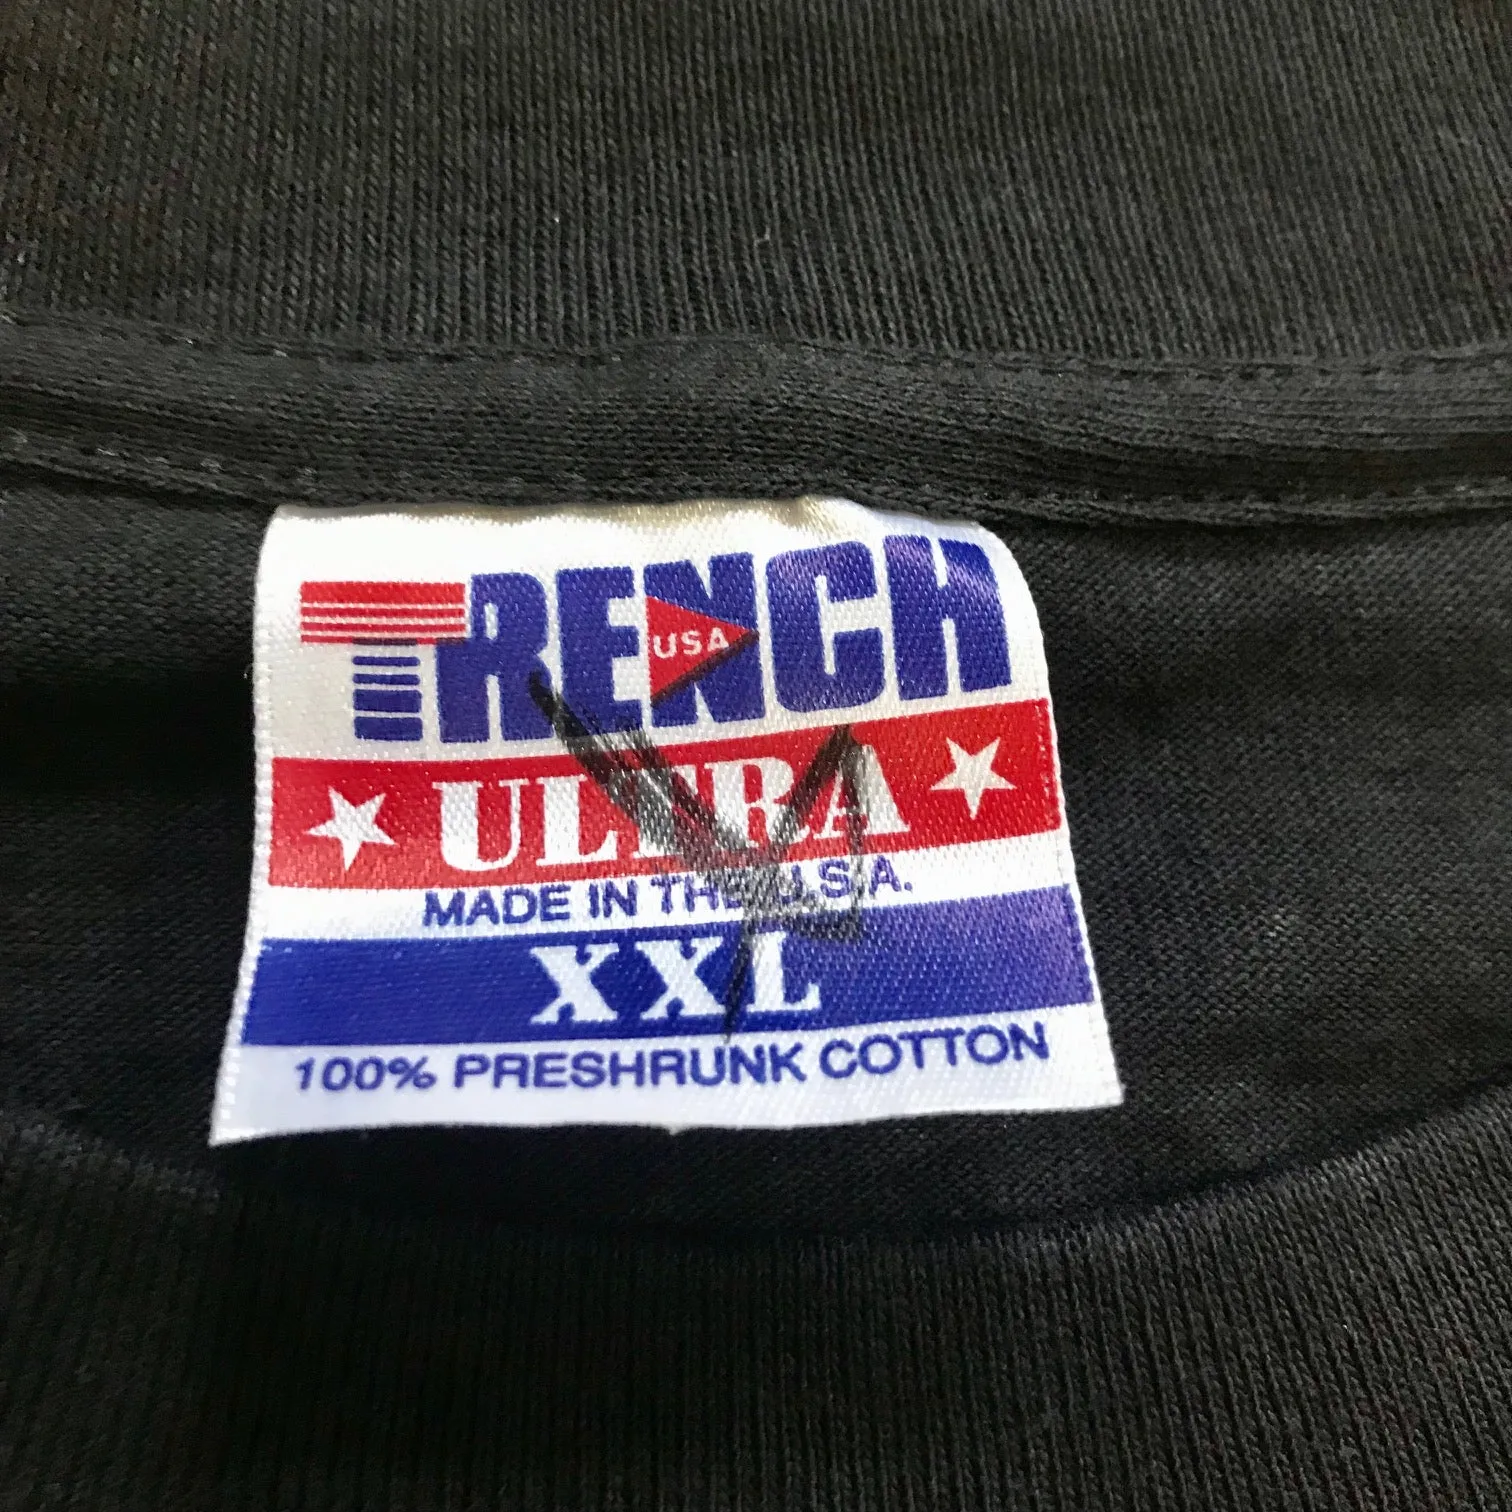 TRENCH
USA
ULTRA
MADE IN THE U.S.A.
XXL
100% PRESHRUNK COTTON